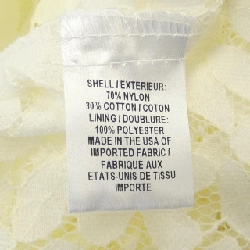 SHELL / EXTERIEUR:
70% NYLON
30% COTTON / COTON
LINING / DOUBLURE:
100% POLYESTER
MADE IN THE USA OF
IMPORTED FABRIC /
FABRIQUE AUX
ETATS-UNIS DE TISSU
IMPORTE